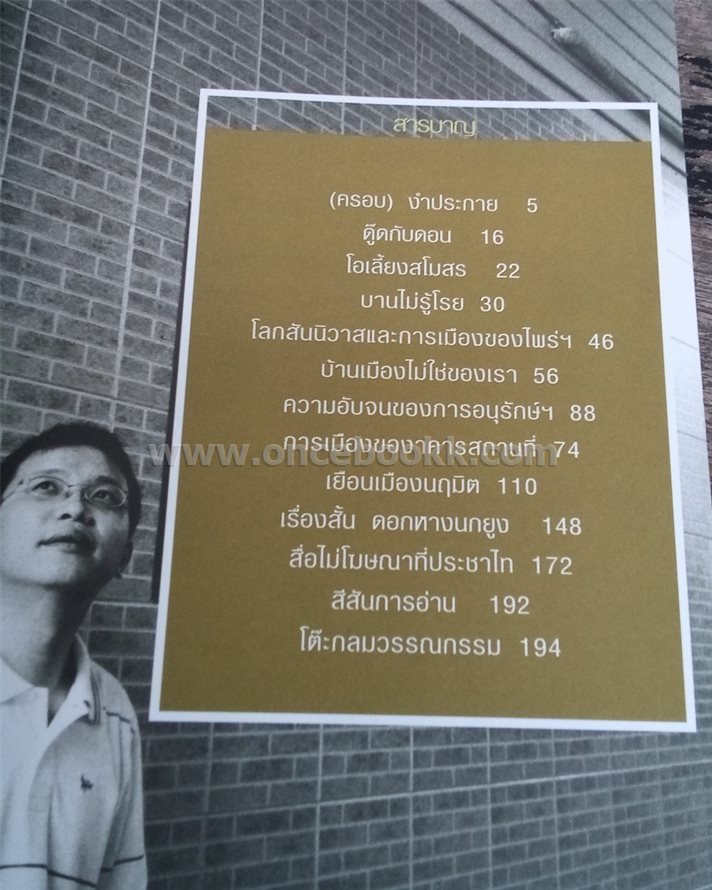 สารบาญ
(ครอบ) งำประกาย 5
ตู๊ดกับดอน 16
โอเลี้ยงสโมสร 22
บานไม่รู้โรย 30
โลกสันนิวาสและการเมืองของไพร่ฯ 46
บ้านเมืองไม่ใช่ของเรา 56
ความอับจนของการอนุรักษ์ฯ 88
การเมืองของอาคารสถานที่ 74
www.oncebookk.com
เยือนเมืองนฤมิต 110
เรื่องสั้น ดอกหางนกยูง 148
สื่อไม่โฆษณาที่ประชาไท 172
สีสันการอ่าน 192
โต๊ะกลมวรรณกรรม 194